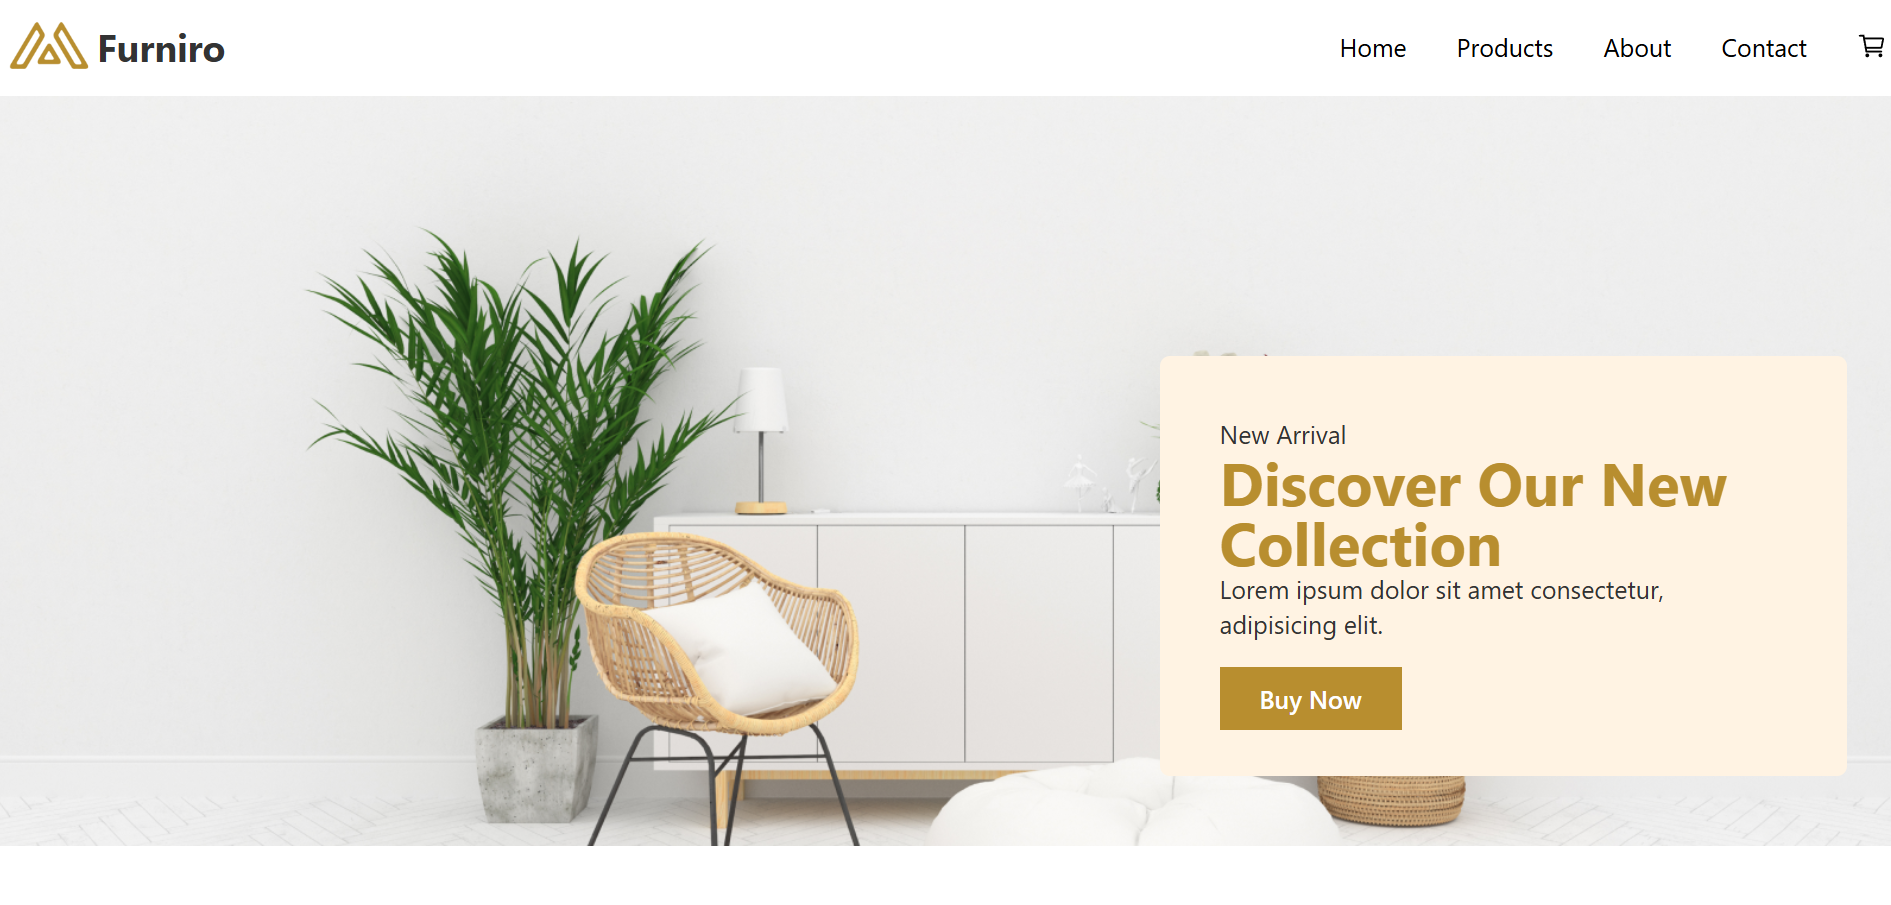 Furniro
Home Products About Contact
New Arrival
Discover Our New
Collection
Lorem ipsum dolor sit amet consectetur,
adipisicing elit.
Buy Now